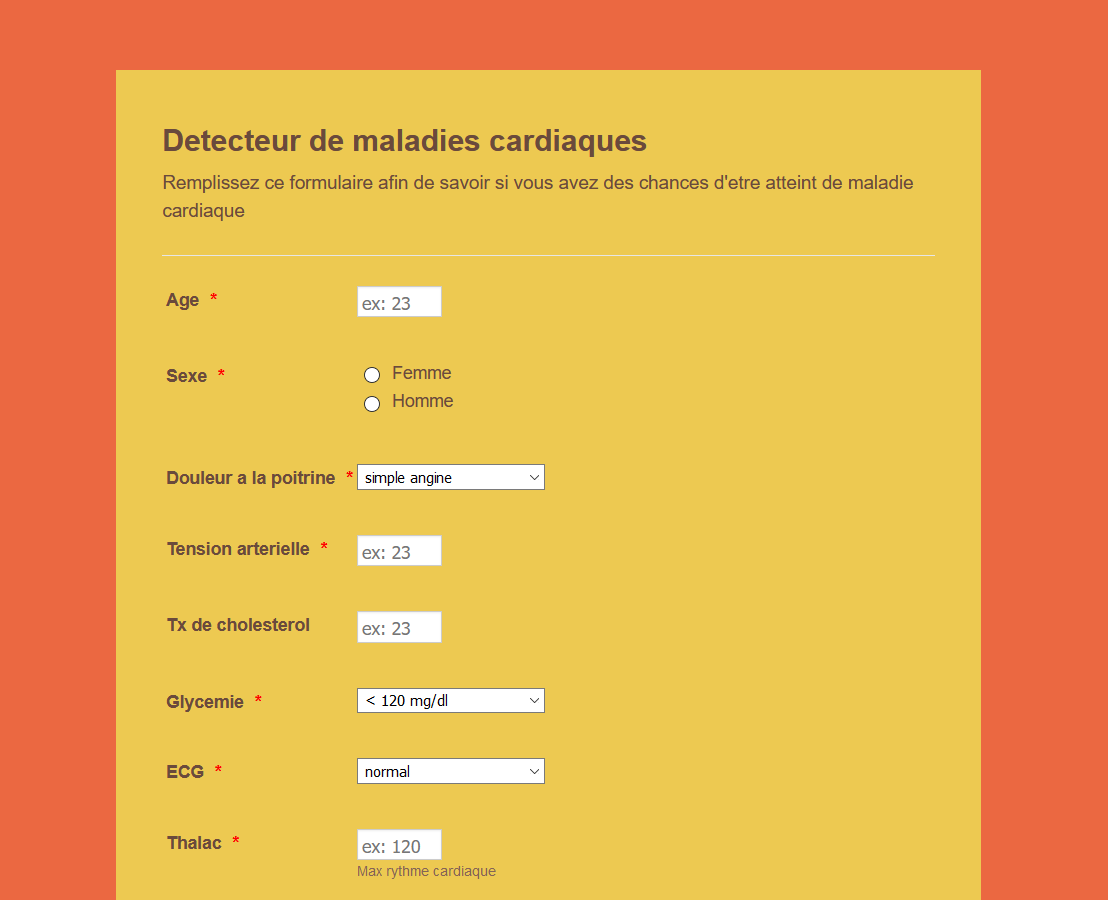 Detecteur de maladies cardiaques
Remplissez ce formulaire afin de savoir si vous avez des chances d'etre atteint de maladie
cardiaque
Age *
ex: 23
Sexe *
Femme
Homme
Douleur a la poitrine *
simple angine
Tension arterielle *
ex: 23
Tx de cholesterol
ex: 23
Glycemie *
< 120 mg/dl
ECG *
normal
Thalac *
ex: 120
Max rythme cardiaque